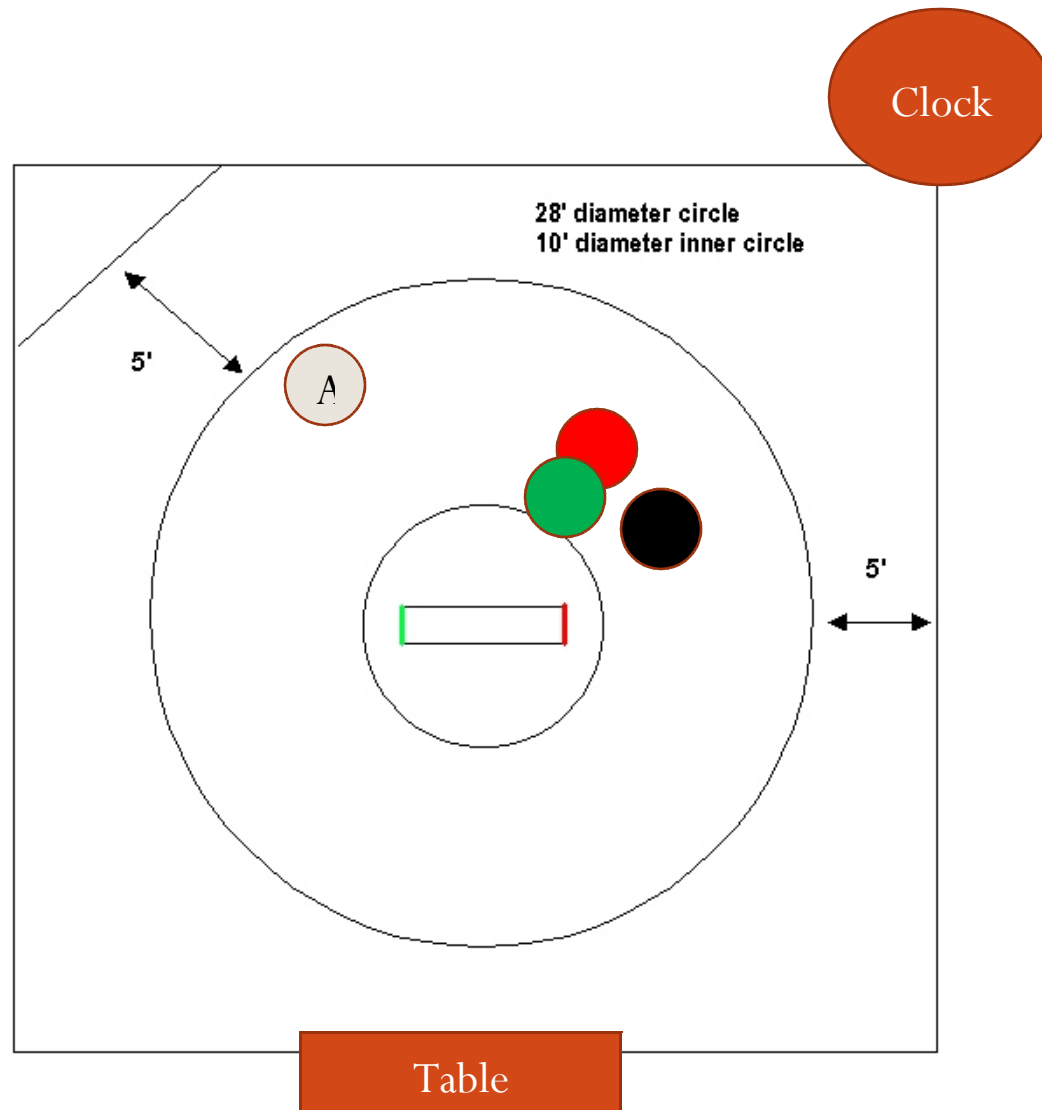 Clock
28' diameter circle
10' diameter inner circle
5'
A
5'
Table